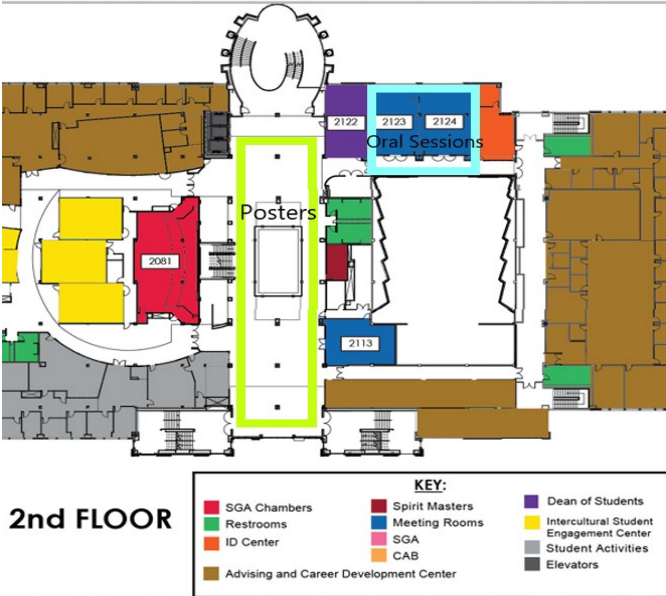 2122
2123
2124
Oral Sessions
Posters
2081
2113
2nd FLOOR
KEY:
SGA Chambers
Restrooms
ID Center
Advising and Career Development Center
Spirit Masters
Meeting Rooms
SGA
CAB
Dean of Students
Intercultural Student
Engagement Center
Student Activities
Elevators